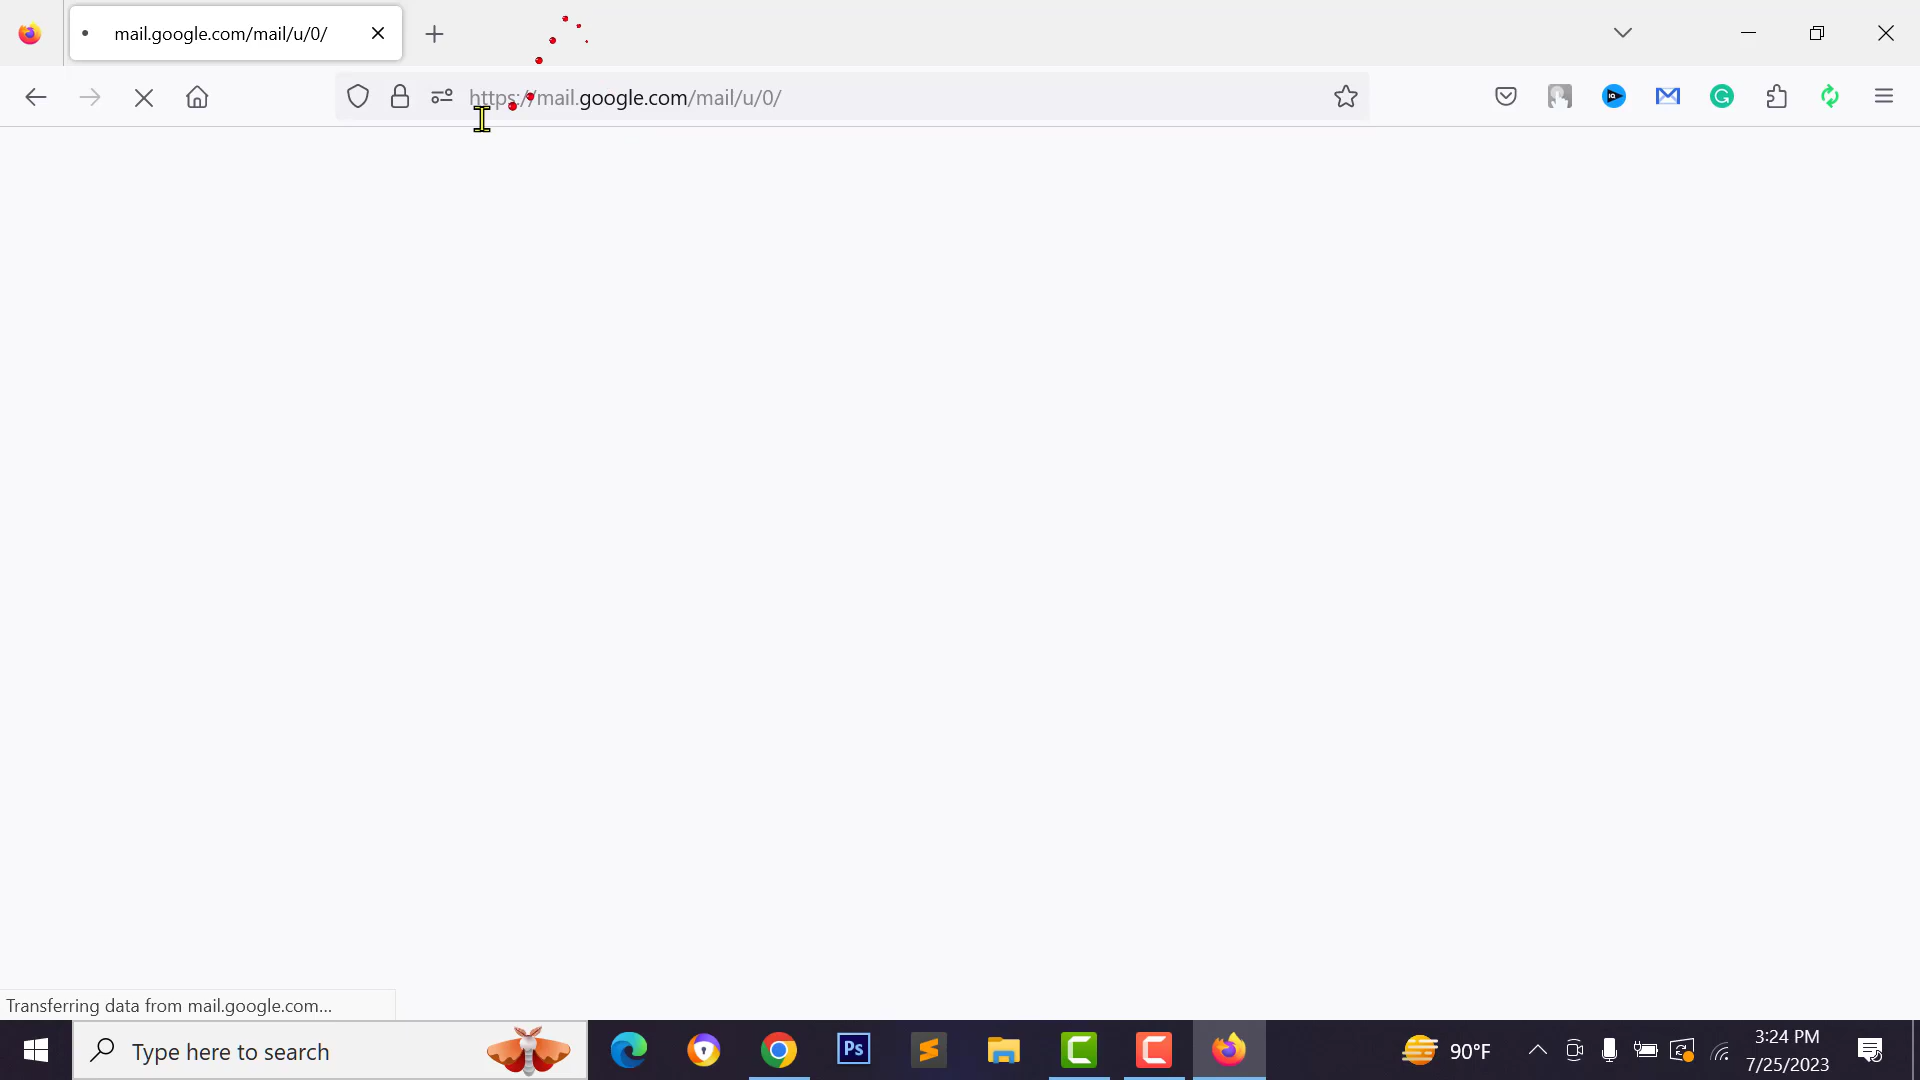 mail.google.com/mail/u/0/
https://mail.google.com/mail/u/0/
Transferring data from mail.google.com...
Type here to search
Ps
90°F
3:24 PM
7/25/2023